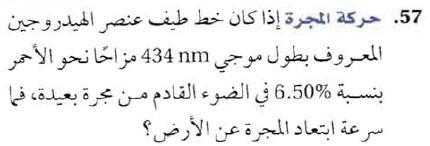 57. حركة المجرة إذا كان خط طيف عنصر الهيدروجين
المعروف بطول موجي 434 nm مزاحًا نحو الأحمر
بنسبة 6.50% في الضوء القادم من مجرة بعيدة، فما
سرعة ابتعاد المجرة عن الأرض؟